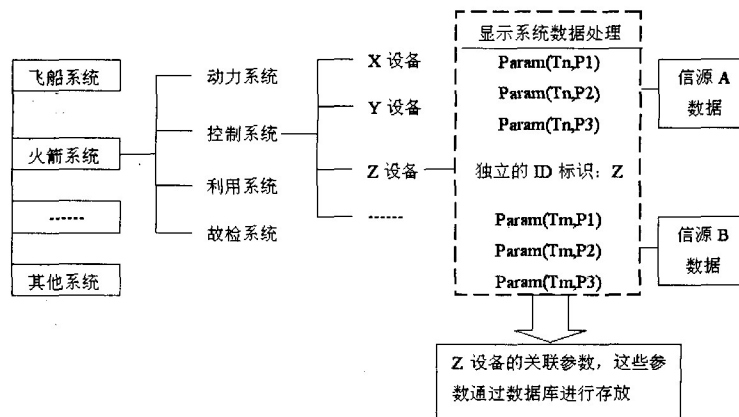 飞船系统
火箭系统
------
其他系统
动力系统
控制系统
利用系统
故检系统
X 设备
Y 设备
Z 设备
------
显示系统数据处理
Param(Tn,P1)
Param(Tn,P2)
Param(Tn,P3)
独立的 ID 标识：Z
Param(Tm,P1)
Param(Tm,P2)
Param(Tm,P3)
信源 A
数据
信源 B
数据
Z 设备的关联参数，这些参
数通过数据库进行存放